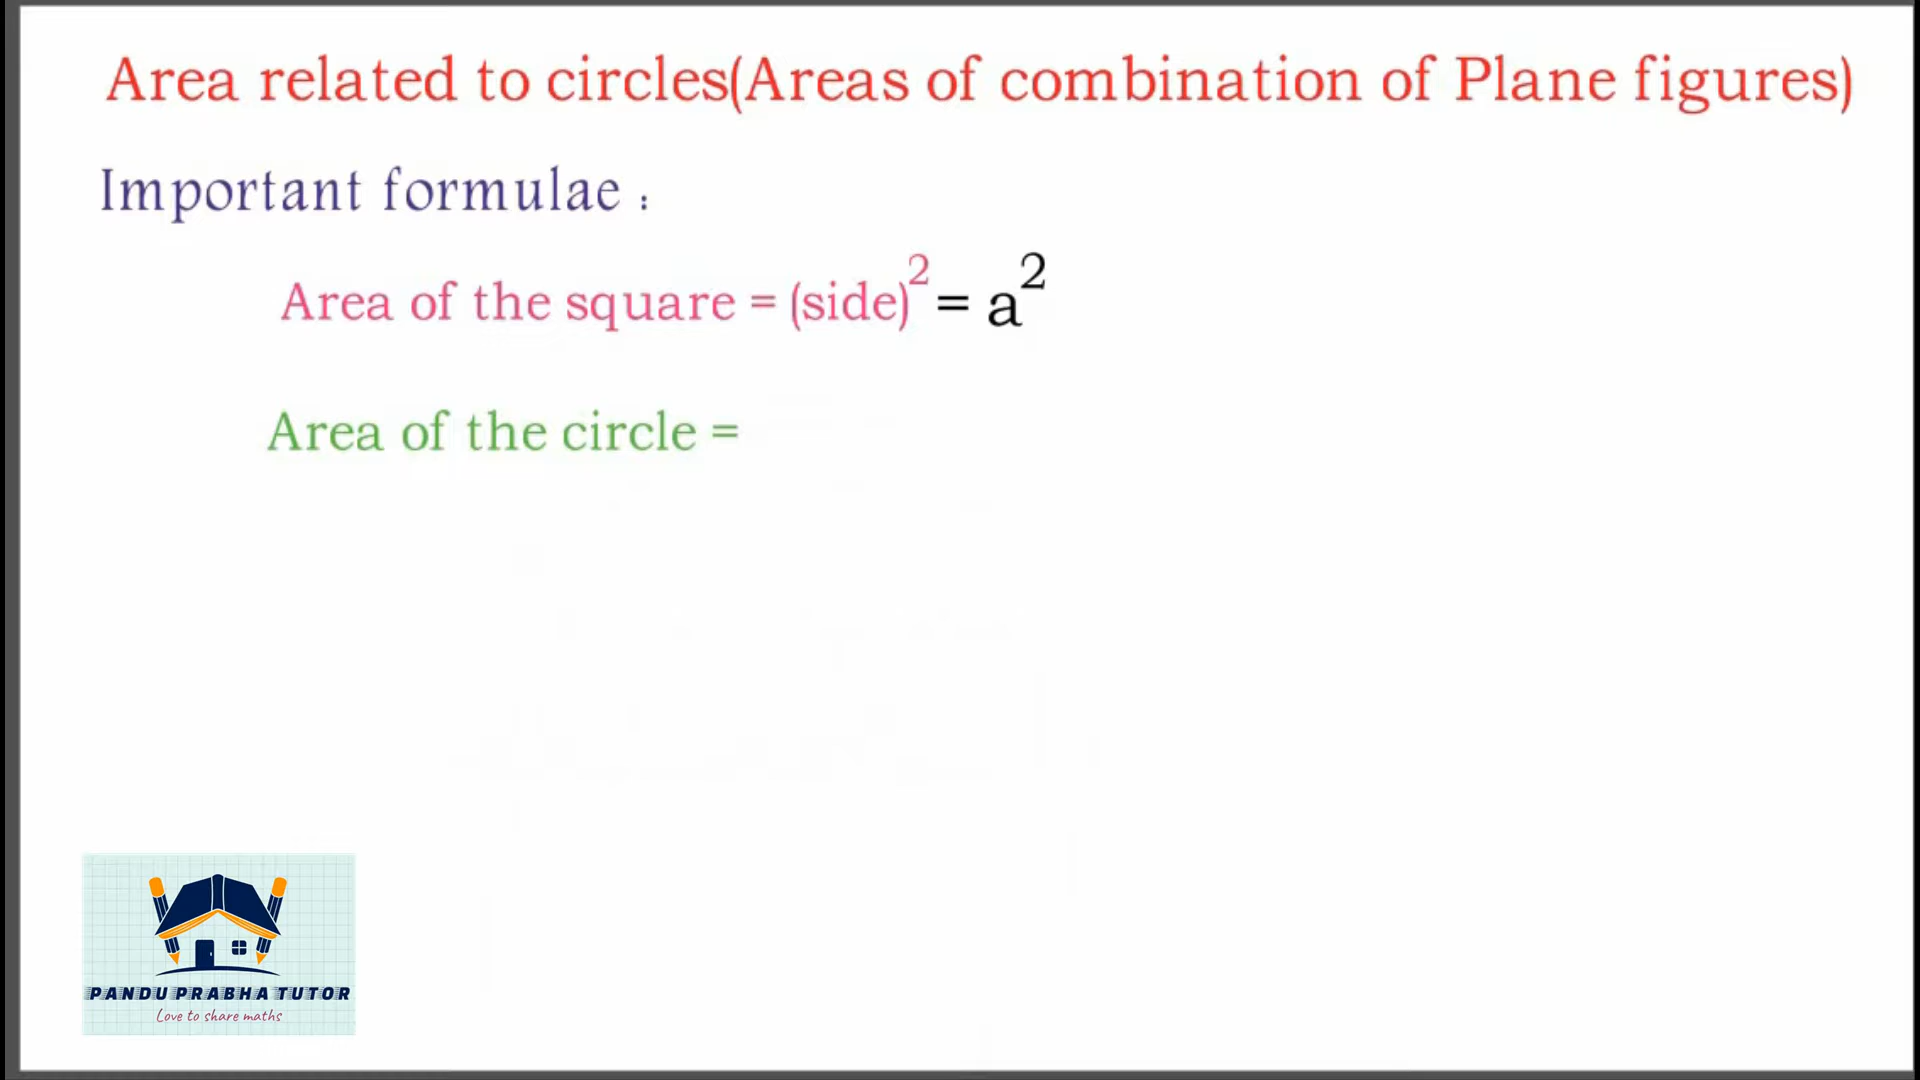 Area related to circles(Areas of combination of Plane figures)
Important formulae :
Area of the square = (side)² = a²
Area of the circle =
PANDU PRABHA TUTOR
Love to share maths